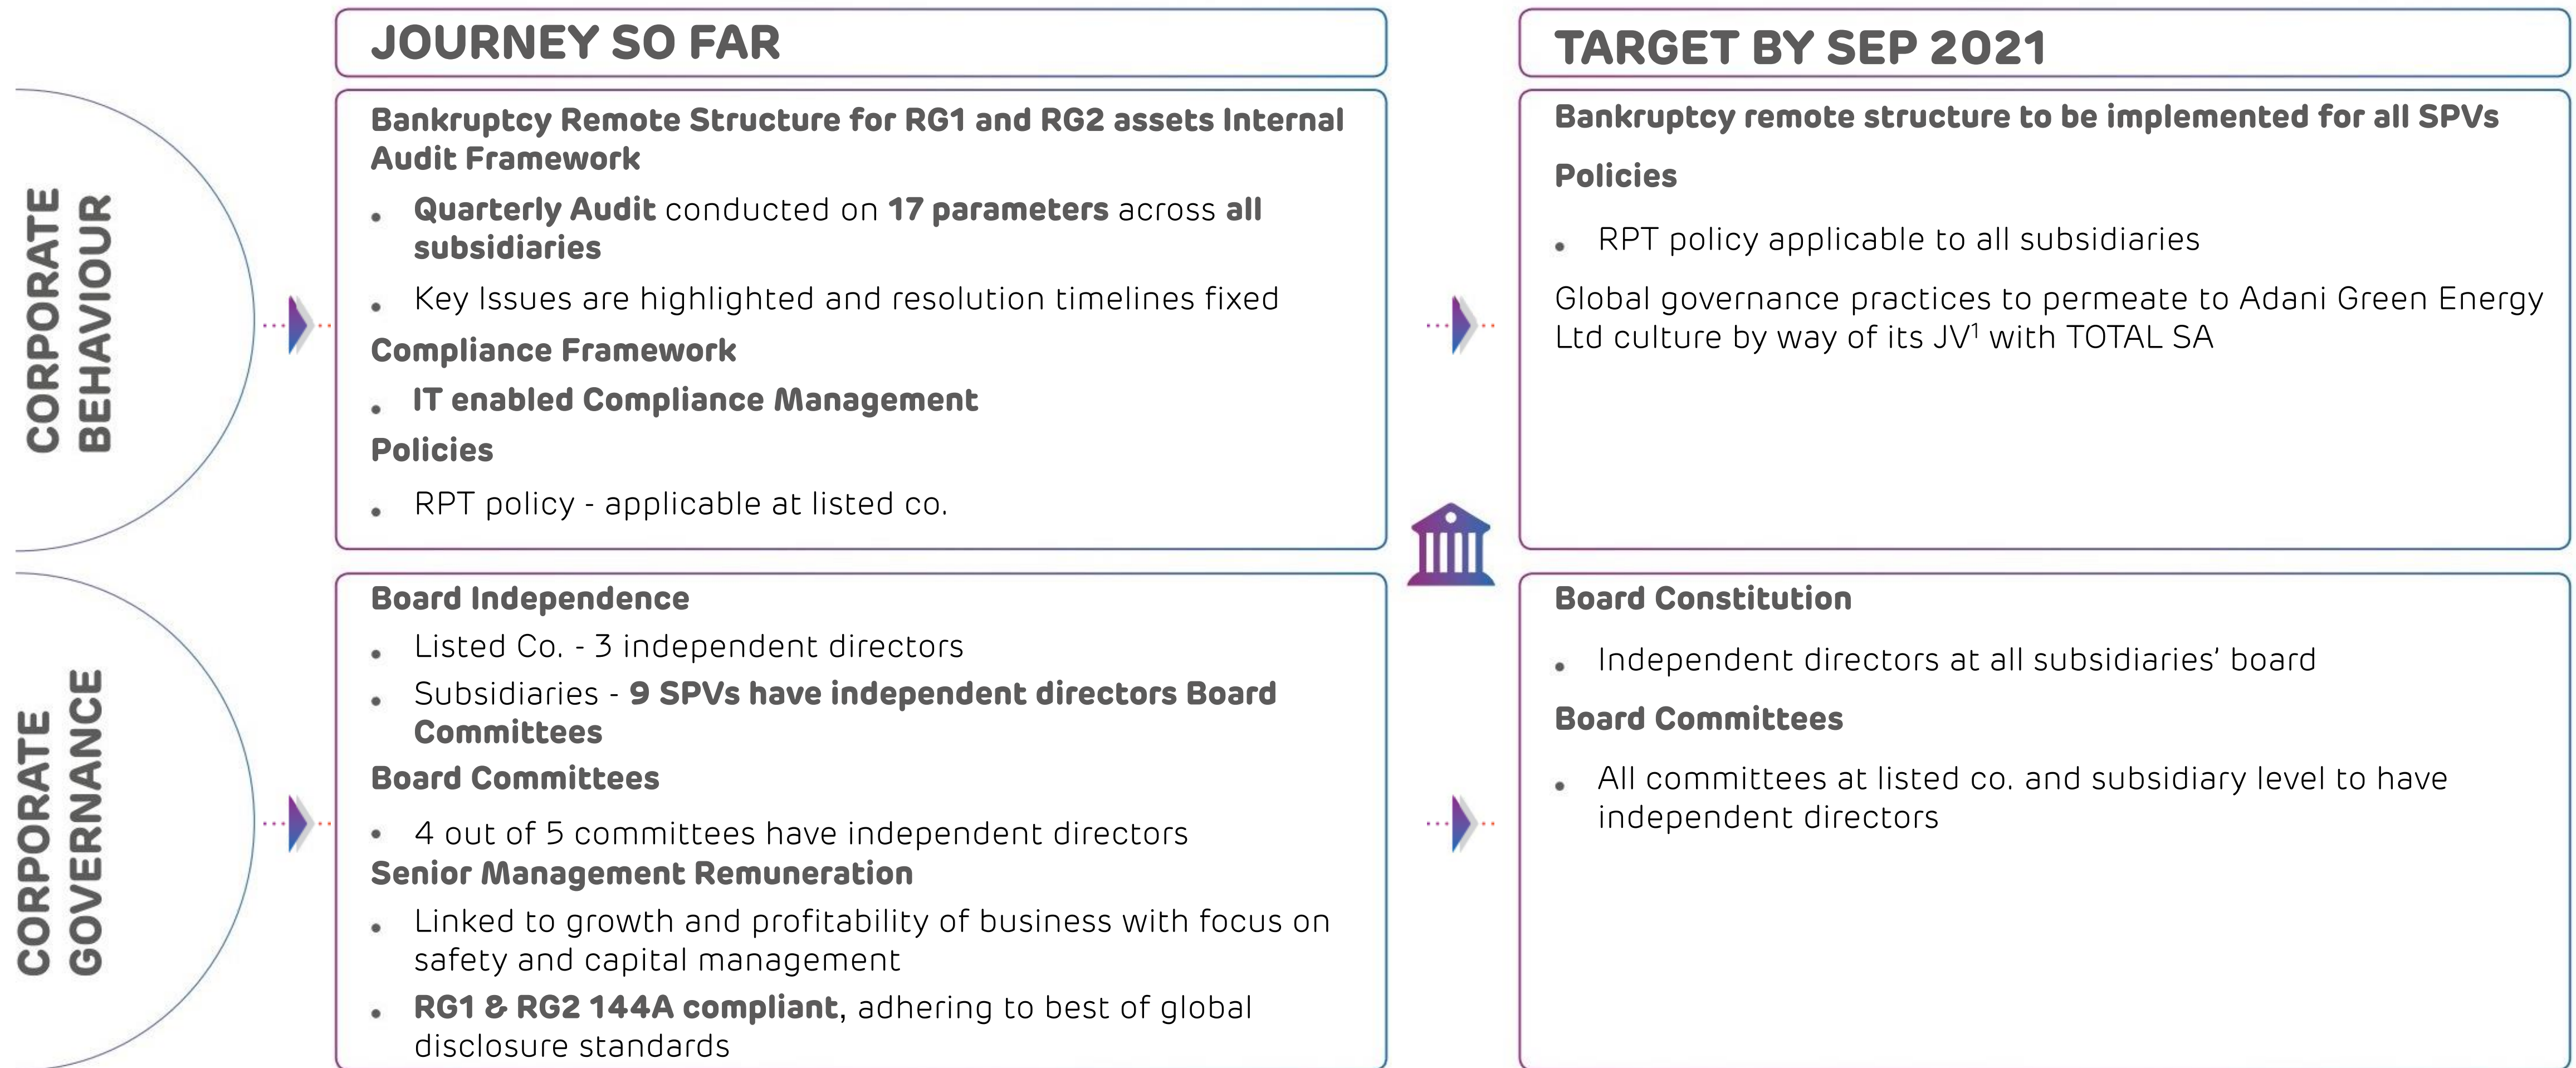 JOURNEY SO FAR
TARGET BY SEP 2021
CORPORATE
BEHAVIOUR
Bankruptcy Remote Structure for RG1 and RG2 assets Internal
Audit Framework
• Quarterly Audit conducted on 17 parameters across all
subsidiaries
• Key Issues are highlighted and resolution timelines fixed
Compliance Framework
• IT enabled Compliance Management
Policies
• RPT policy - applicable at listed co.
Bankruptcy remote structure to be implemented for all SPVs
Policies
• RPT policy applicable to all subsidiaries
Global governance practices to permeate to Adani Green Energy
Ltd culture by way of its JV¹ with TOTAL SA
CORPORATE
GOVERNANCE
Board Independence
• Listed Co. - 3 independent directors
• Subsidiaries - 9 SPVs have independent directors Board
Committees
Board Committees
• 4 out of 5 committees have independent directors
Senior Management Remuneration
• Linked to growth and profitability of business with focus on
safety and capital management
• RG1 & RG2 144A compliant, adhering to best of global
disclosure standards
Board Constitution
• Independent directors at all subsidiaries’ board
Board Committees
• All committees at listed co. and subsidiary level to have
independent directors